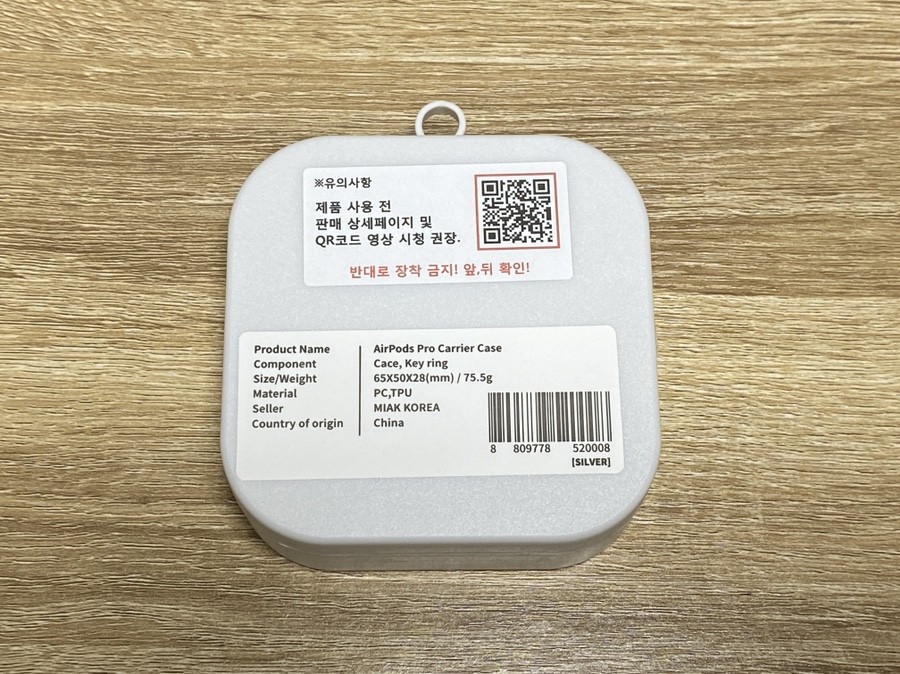 ※유의사항
제품 사용 전
판매 상세페이지 및
QR코드 영상 시청 권장.
반대로 장착 금지! 앞,뒤 확인!
Product Name AirPods Pro Carrier Case
Component Cace, Key ring
Size/Weight 65X50X28(mm) / 75.5g
Material PC,TPU
Seller MIAK KOREA
Country of origin China
8 809778 520008
[SILVER]